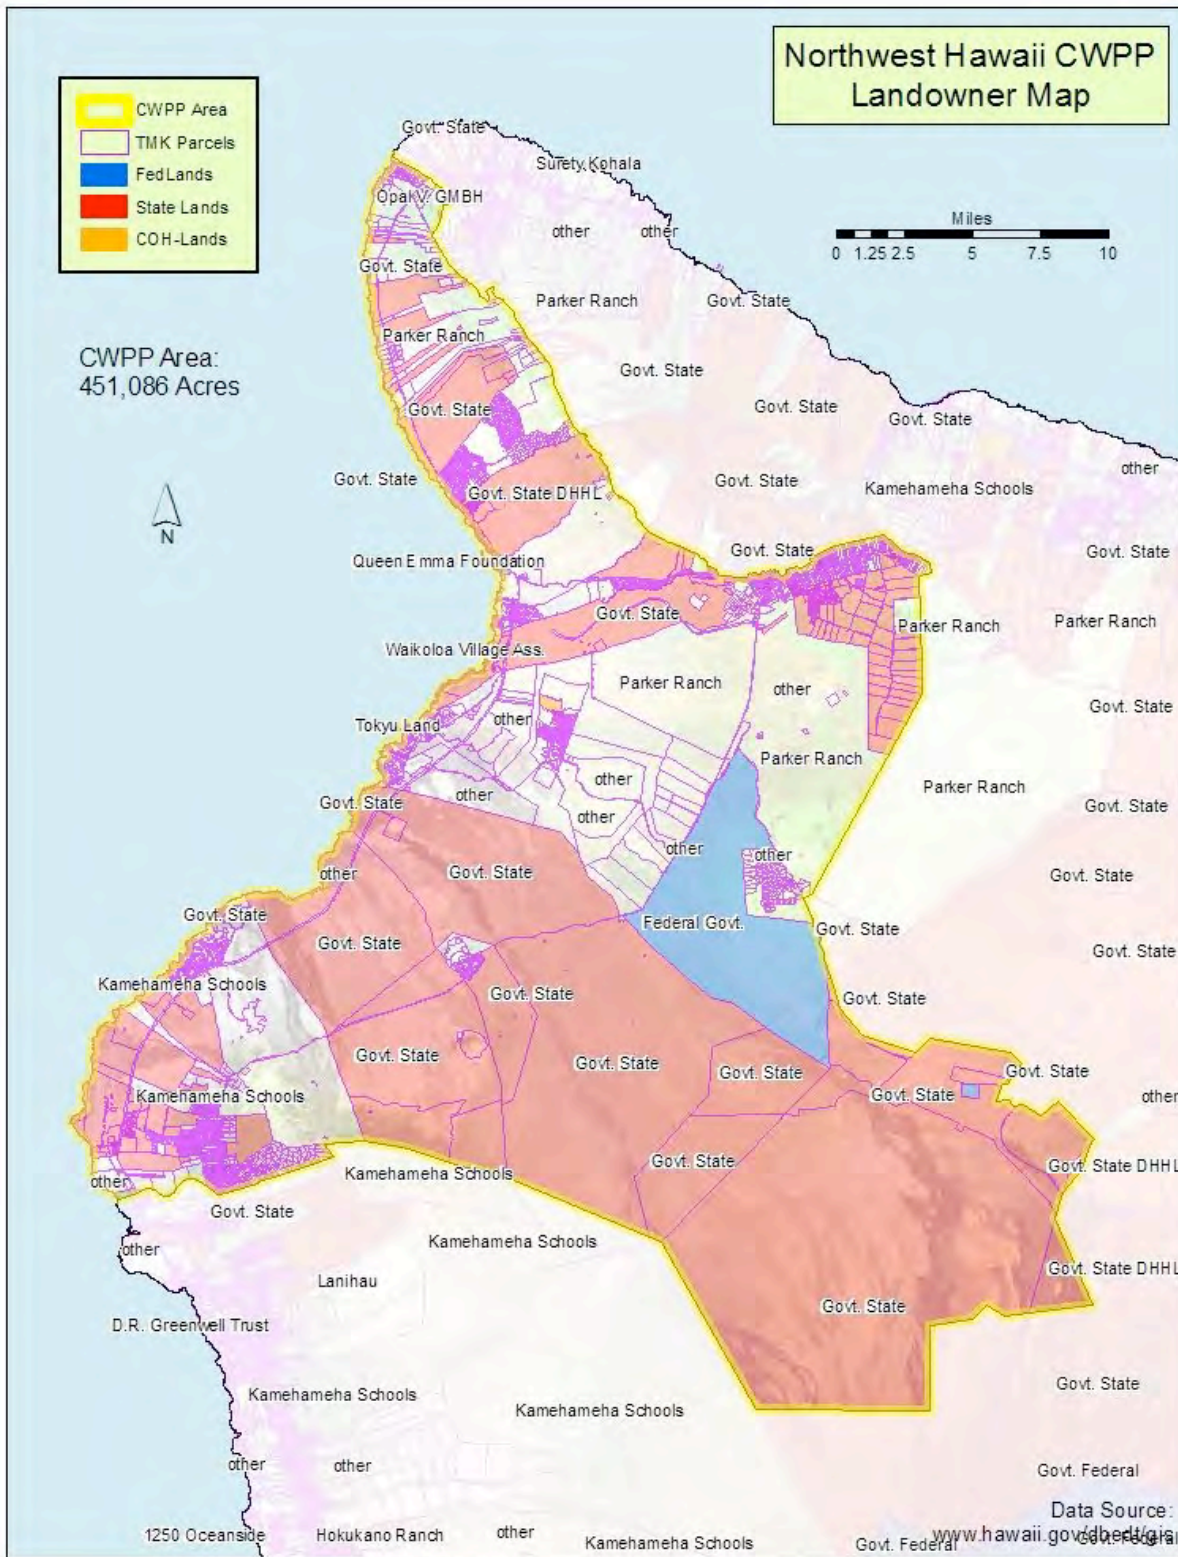 Northwest Hawaii CWPP
Landowner Map
CWPP Area
TMK Parcels
FedLands
State Lands
COH-Lands
Miles
0 1.25 2.5 5 7.5 10
CWPP Area:
451,086 Acres
N
Govt. State
Surety Kohala
Opal V. GMBH
other
other
Govt. State
Parker Ranch
Govt. State
Parker Ranch
Govt. State
Govt. State
Govt. State
Govt. State
other
Govt. State
Govt. State
Kamehameha Schools
Govt. State DHHL
Govt. State
Govt. State
Queen Emma Foundation
Govt. State
Parker Ranch
Parker Ranch
Waikoloa Village Ass.
Parker Ranch
other
Govt. State
other
Tokyu Land
Parker Ranch
other
Parker Ranch
other
Govt. State
Govt. State
other
other
other
Govt. State
other
Govt. State
Govt. State
Federal Govt.
Govt. State
Govt. State
Govt. State
Kamehameha Schools
Govt. State
Govt. State
Govt. State
Govt. State
Govt. State
Govt. State
Kamehameha Schools
Govt. State
other
Govt. State
Govt. State DHHL
Kamehameha Schools
other
Govt. State
Kamehameha Schools
other
Govt. State DHHL
Lanihau
Govt. State
D.R. Greenwell Trust
Govt. State
Kamehameha Schools
Kamehameha Schools
other
other
Govt. Federal
Data Source:
www.hawaii.gov/dbedt/gis
1250 Oceanside
Hokukano Ranch
other
Kamehameha Schools
Govt. Federal
Govt. Federal